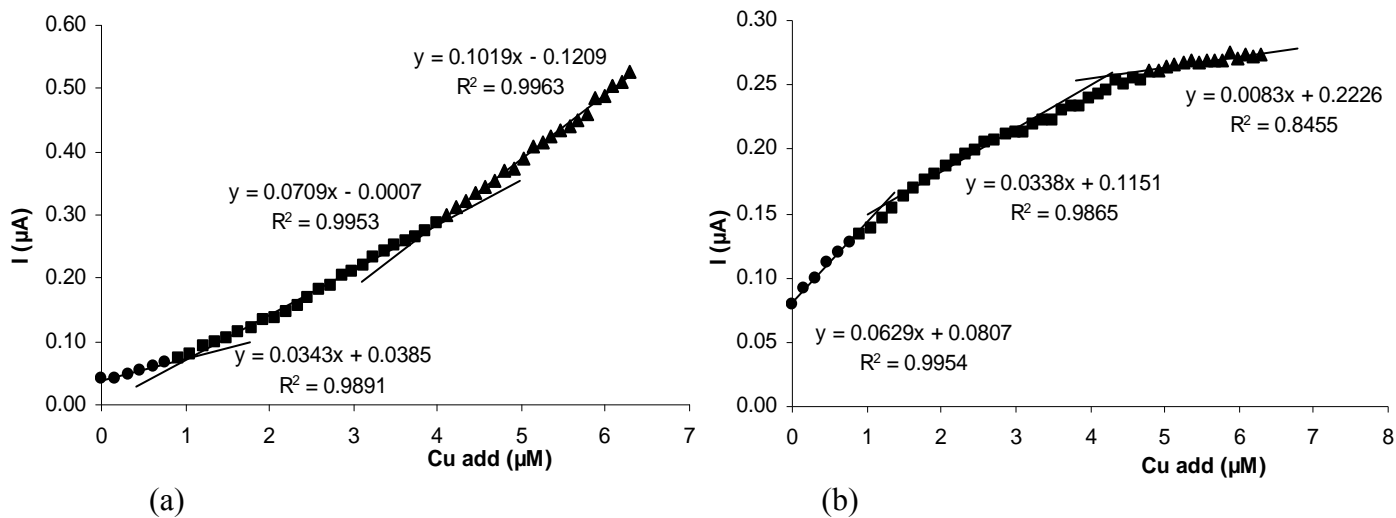 0.60
0.50
0.40
0.30
0.20
0.10
0.00
I (µA)
y = 0.1019x - 0.1209
R² = 0.9963
y = 0.0709x - 0.0007
R² = 0.9953
y = 0.0343x + 0.0385
R² = 0.9891
0 1 2 3 4 5 6 7
Cu add (µM)
(a)
0.30
0.25
0.20
0.15
0.10
0.05
0.00
I (µA)
y = 0.0083x + 0.2226
R² = 0.8455
y = 0.0338x + 0.1151
R² = 0.9865
y = 0.0629x + 0.0807
R² = 0.9954
0 1 2 3 4 5 6 7 8
Cu add (µM)
(b)